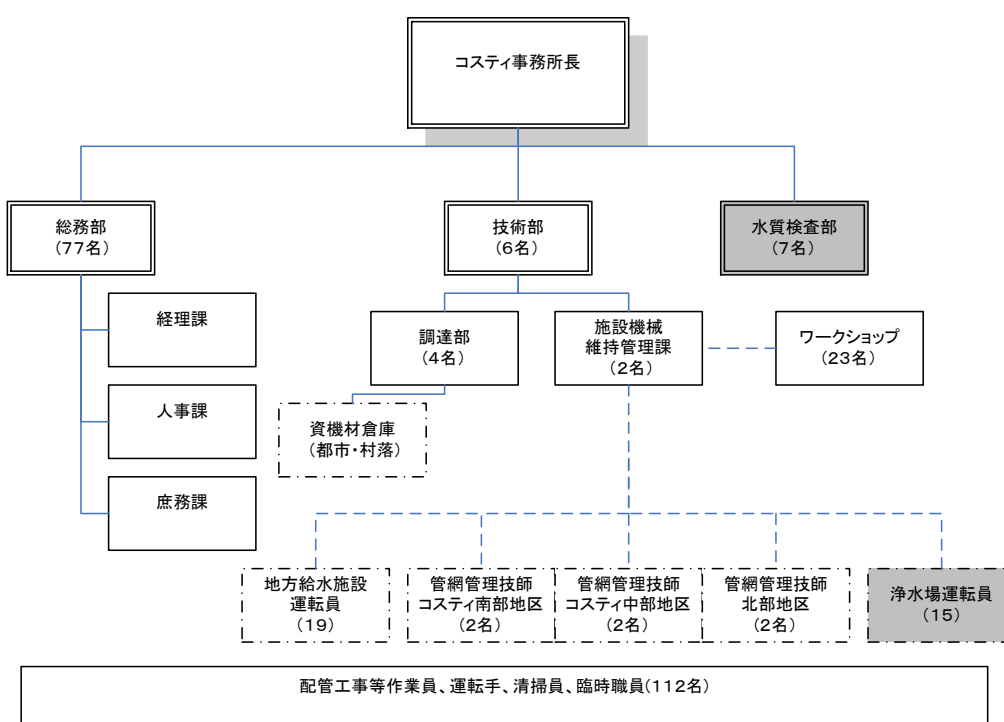 コスティ事務所長
総務部
(77名)
技術部
(6名)
水質検査部
(7名)
経理課
人事課
庶務課
調達部
(4名)
施設機械
維持管理課
(2名)
ワークショップ
(23名)
資機材倉庫
(都市・村落)
地方給水施設
運転員
(19)
管網管理技師
コスティ南部地区
(2名)
管網管理技師
コスティ中部地区
(2名)
管網管理技師
北部地区
(2名)
浄水場運転員
(15)
配管工事等作業員、運転手、清掃員、臨時職員(112名)